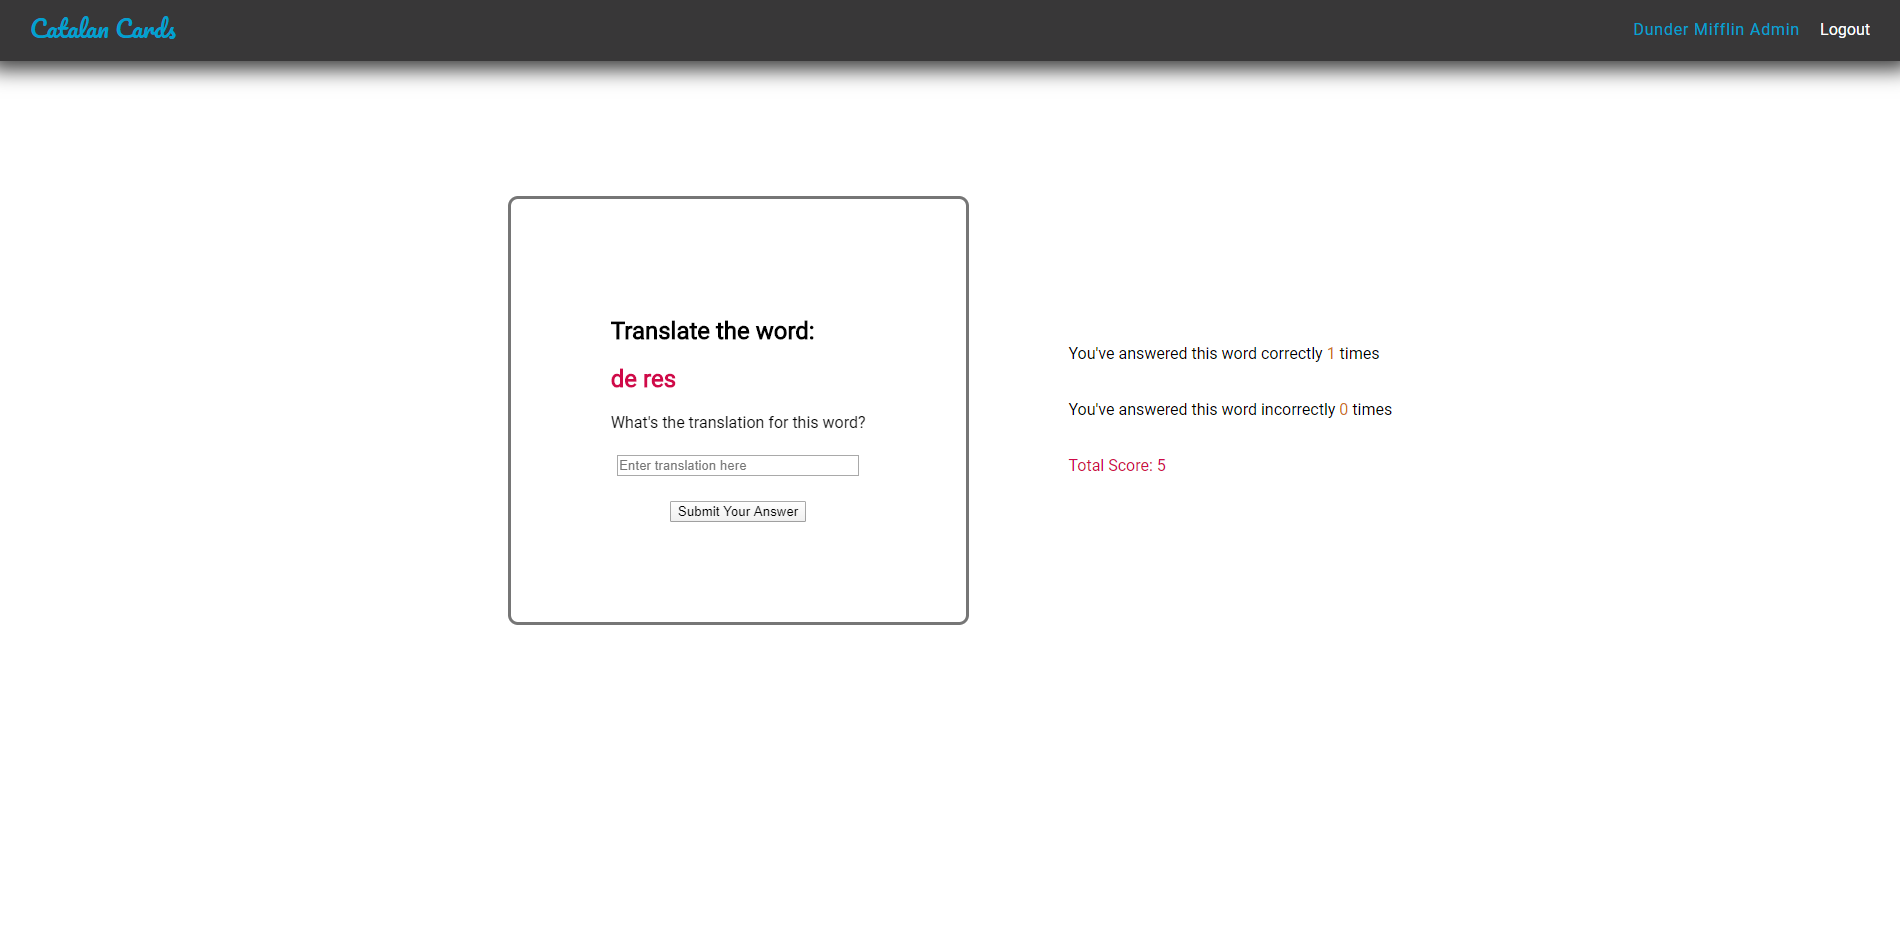 Catalan Cards
Dunder Mifflin Admin Logout
Translate the word:
de res
What's the translation for this word?
Enter translation here
Submit Your Answer
You've answered this word correctly 1 times
You've answered this word incorrectly 0 times
Total Score: 5